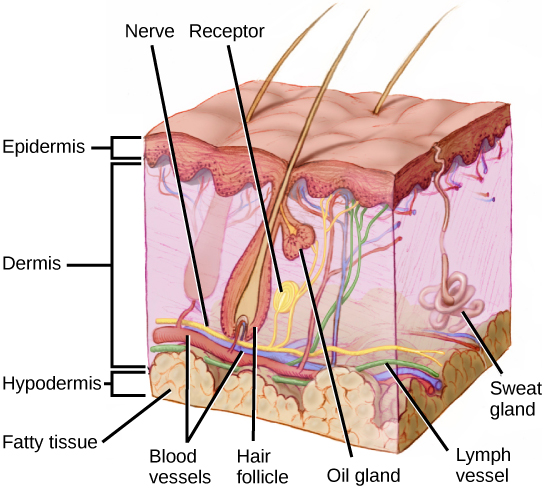 Nerve
Receptor
Epidermis
Dermis
Hypodermis
Fatty tissue
Blood
vessels
Hair
follicle
Oil gland
Lymph
vessel
Sweat
gland